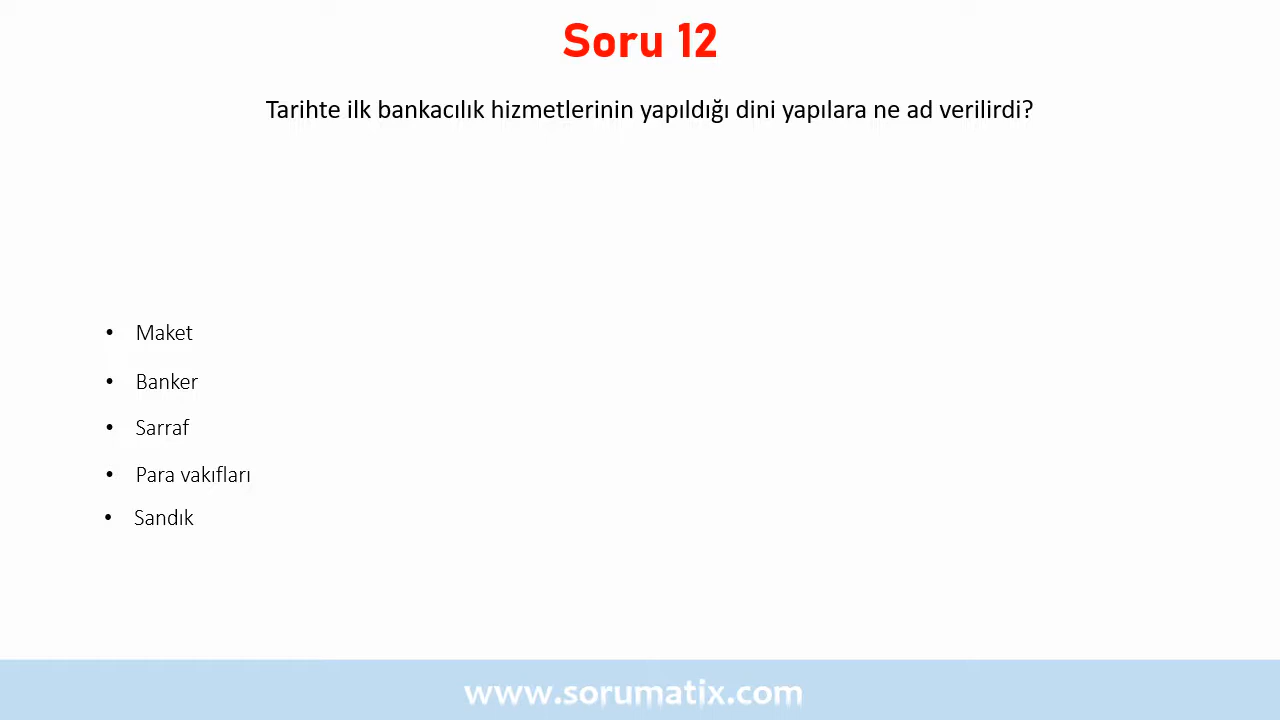 Soru 12
Tarihte ilk bankacılık hizmetlerinin yapıldığı dini yapılara ne ad verilirdi?
• Maket
• Banker
• Sarraf
• Para vakıfları
• Sandık
www.sorumatix.com